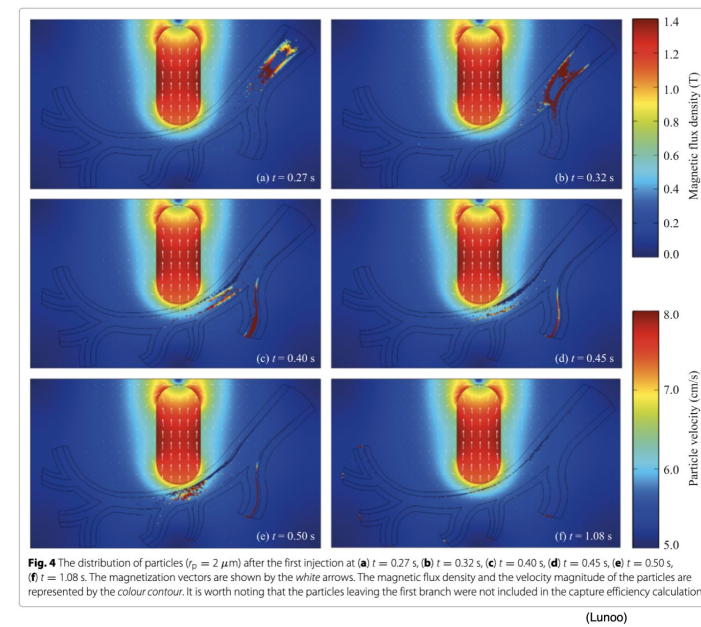 1.4
1.2
1.0
0.8
0.6
0.4
0.2
0.0
Magnetic flux density (T)
(a) t = 0.27 s
(b) t = 0.32 s
(c) t = 0.40 s
(d) t = 0.45 s
8.0
7.0
6.0
5.0
Particle velocity (cm/s)
(e) t = 0.50 s
(f) t = 1.08 s
Fig. 4 The distribution of particles (rp = 2 μm) after the first injection at (a) t = 0.27 s, (b) t = 0.32 s, (c) t = 0.40 s, (d) t = 0.45 s, (e) t = 0.50 s,
(f) t = 1.08 s. The magnetization vectors are shown by the white arrows. The magnetic flux density and the velocity magnitude of the particles are
represented by the colour contour. It is worth noting that the particles leaving the first branch were not included in the capture efficiency calculation
(Lunoo)